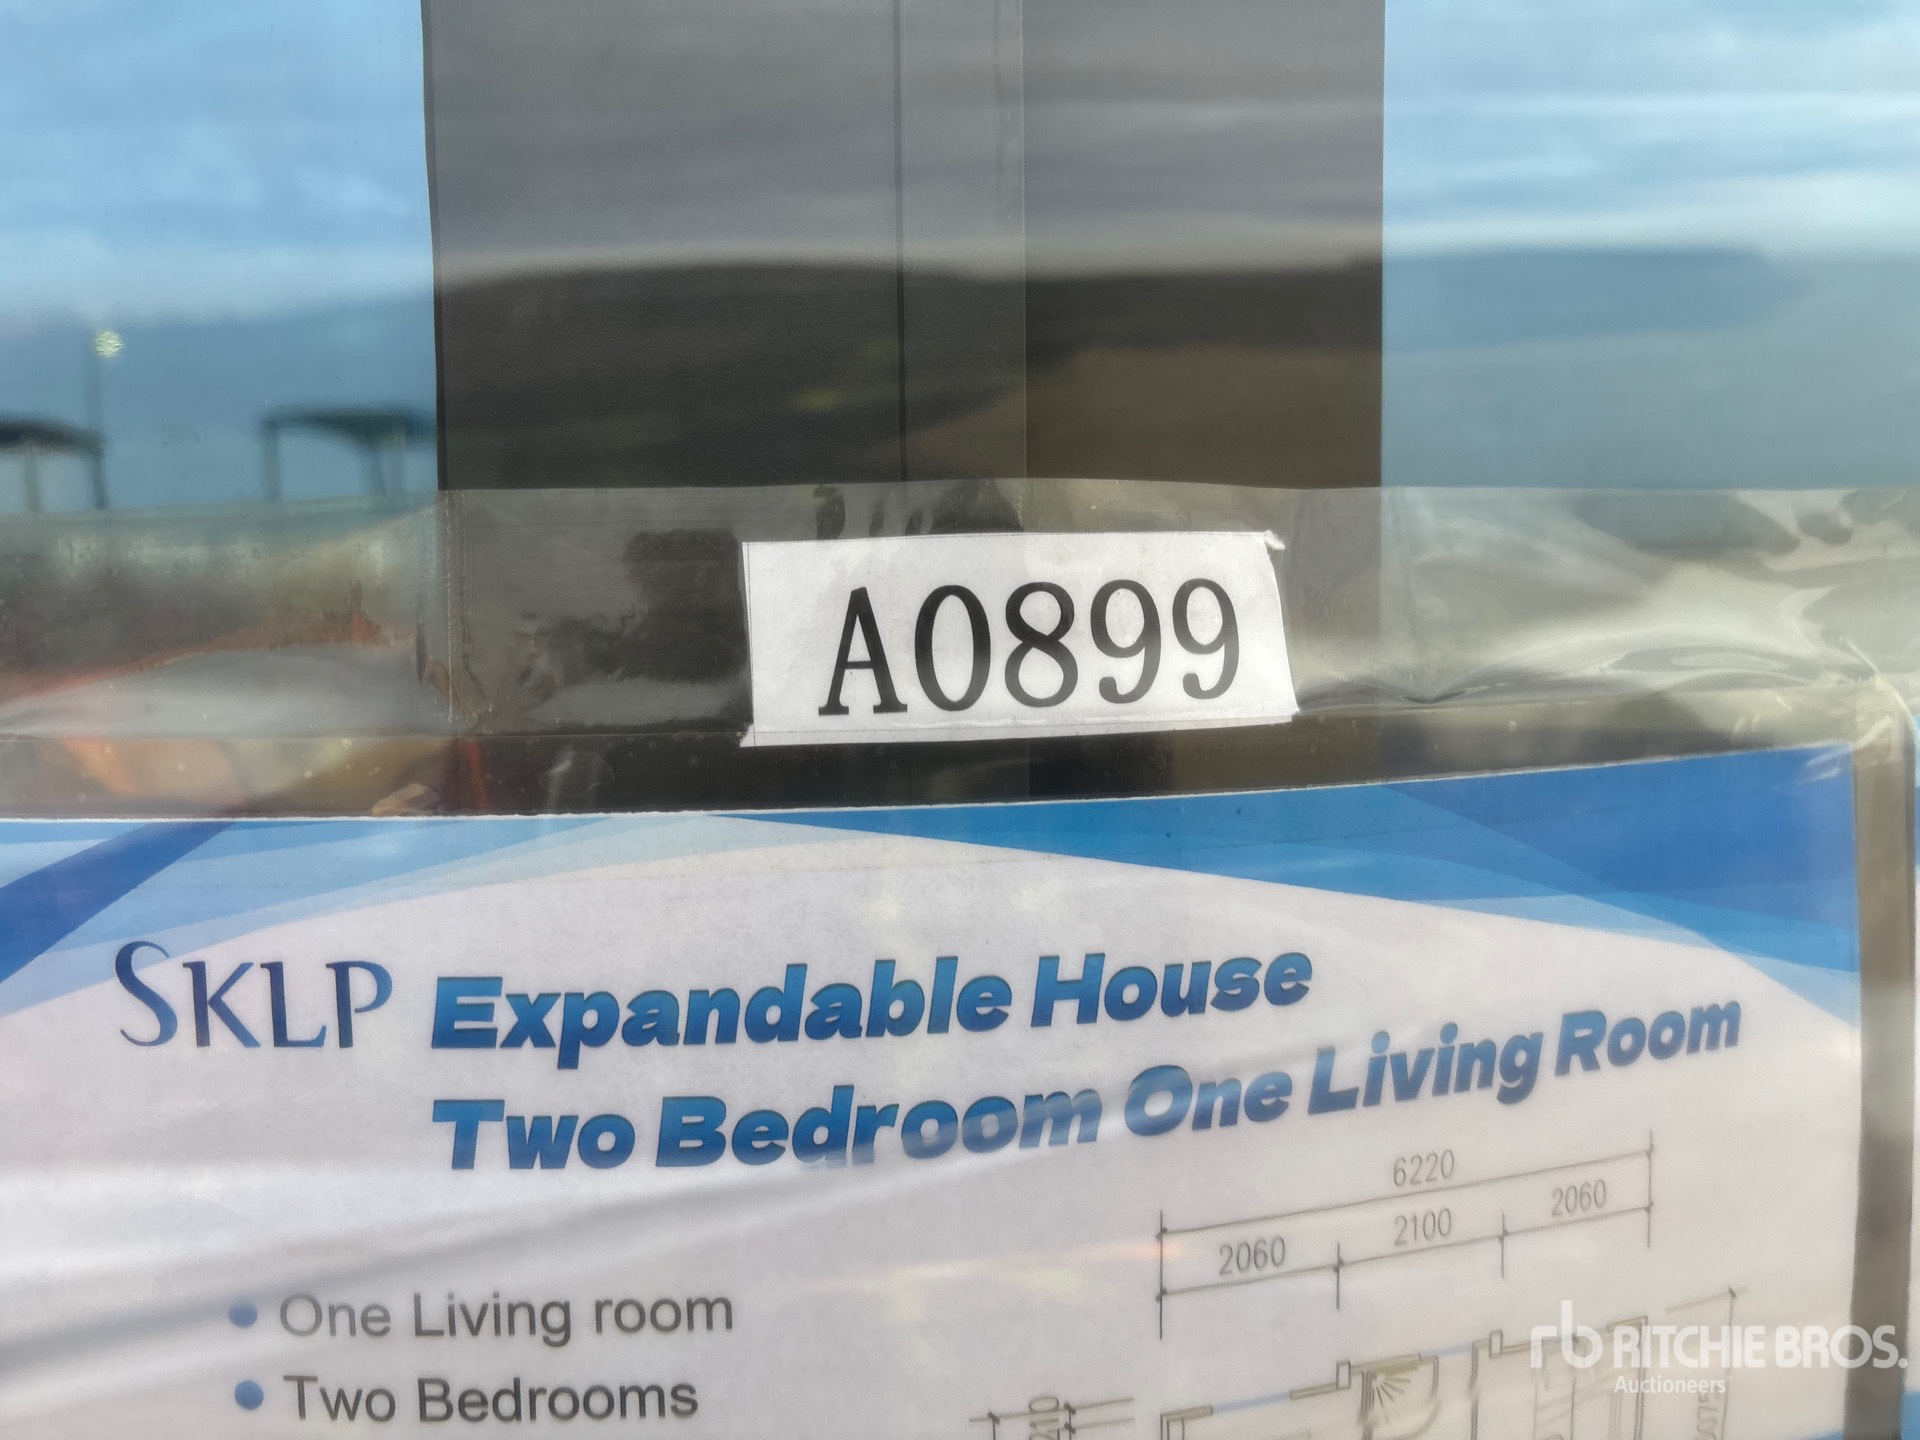 A0899
SKLP Expandable House
Two Bedroom One Living Room
6220
2060 2100 2060
One Living room
Two Bedrooms
rb RITCHIE BROS.
Auctioneers